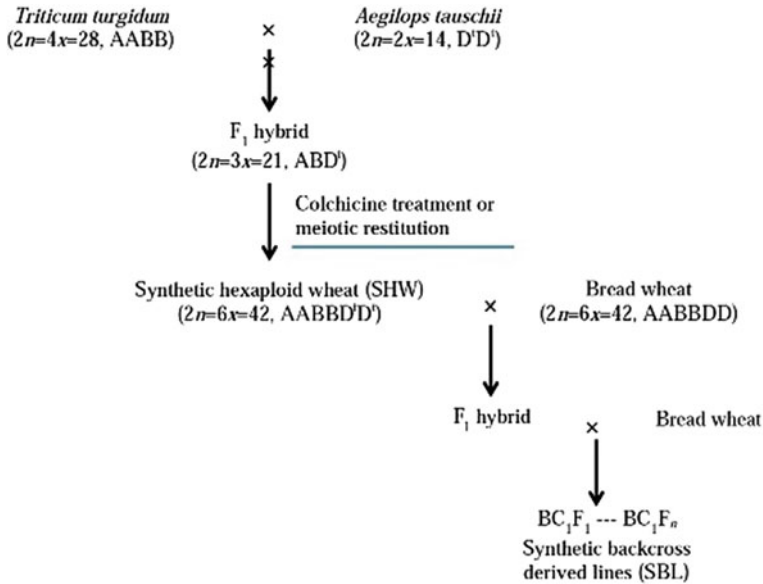 Triticum turgidum
(2n=4x=28, AABB)
×
Aegilops tauschii
(2n=2x=14, DᵗDᵗ)
×
F₁ hybrid
(2n=3x=21, ABDᵗ)
Colchicine treatment or
meiotic restitution
Synthetic hexaploid wheat (SHW)
(2n=6x=42, AABBDᵗDᵗ)
×
Bread wheat
(2n=6x=42, AABBDD)
F₁ hybrid
×
Bread wheat
BC₁F₁ --- BC₁Fₙ
Synthetic backcross
derived lines (SBL)